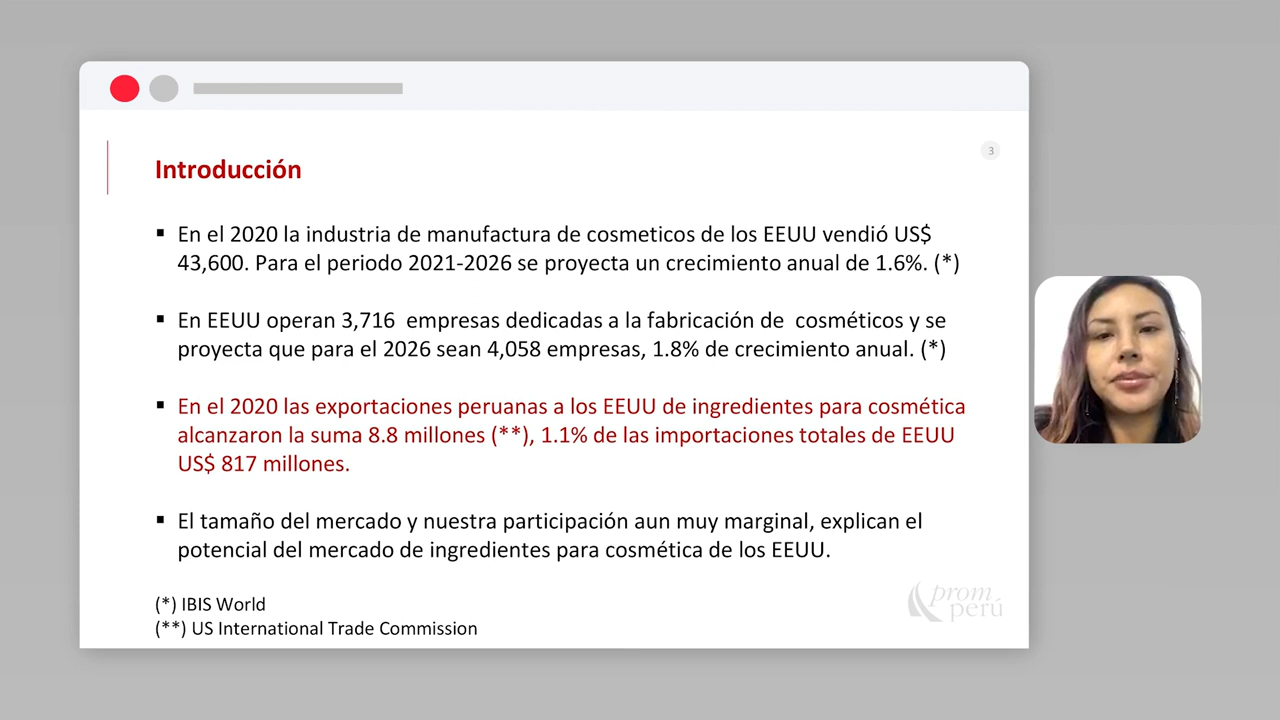 3
Introducción
▪ En el 2020 la industria de manufactura de cosmeticos de los EEUU vendió US$
43,600. Para el periodo 2021-2026 se proyecta un crecimiento anual de 1.6%. (*)
▪ En EEUU operan 3,716 empresas dedicadas a la fabricación de cosméticos y se
proyecta que para el 2026 sean 4,058 empresas, 1.8% de crecimiento anual. (*)
▪ En el 2020 las exportaciones peruanas a los EEUU de ingredientes para cosmética
alcanzaron la suma 8.8 millones (**), 1.1% de las importaciones totales de EEUU
US$ 817 millones.
▪ El tamaño del mercado y nuestra participación aun muy marginal, explican el
potencial del mercado de ingredientes para cosmética de los EEUU.
(*) IBIS World
(**) US International Trade Commission
prom
perú